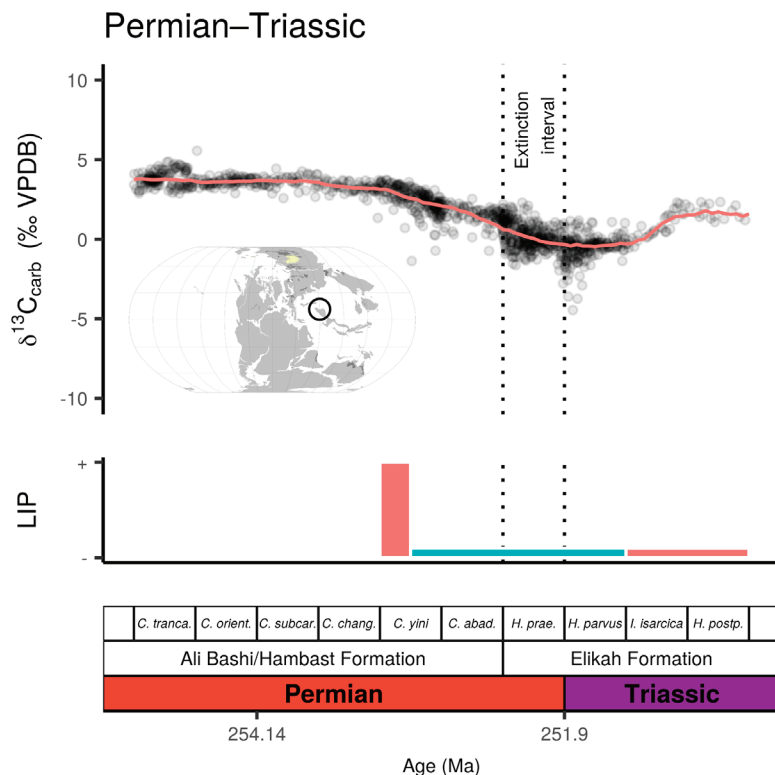 Permian–Triassic
10
5
0
-5
-10
δ¹³C_carb (‰ VPDB)
Extinction
interval
+
-
LIP
C. tranca. C. orient. C. subcar. C. chang. C. yini C. abad. H. prae. H. parvus I. isarcica H. postp.
Ali Bashi/Hambast Formation Elikah Formation
Permian Triassic
254.14 251.9
Age (Ma)